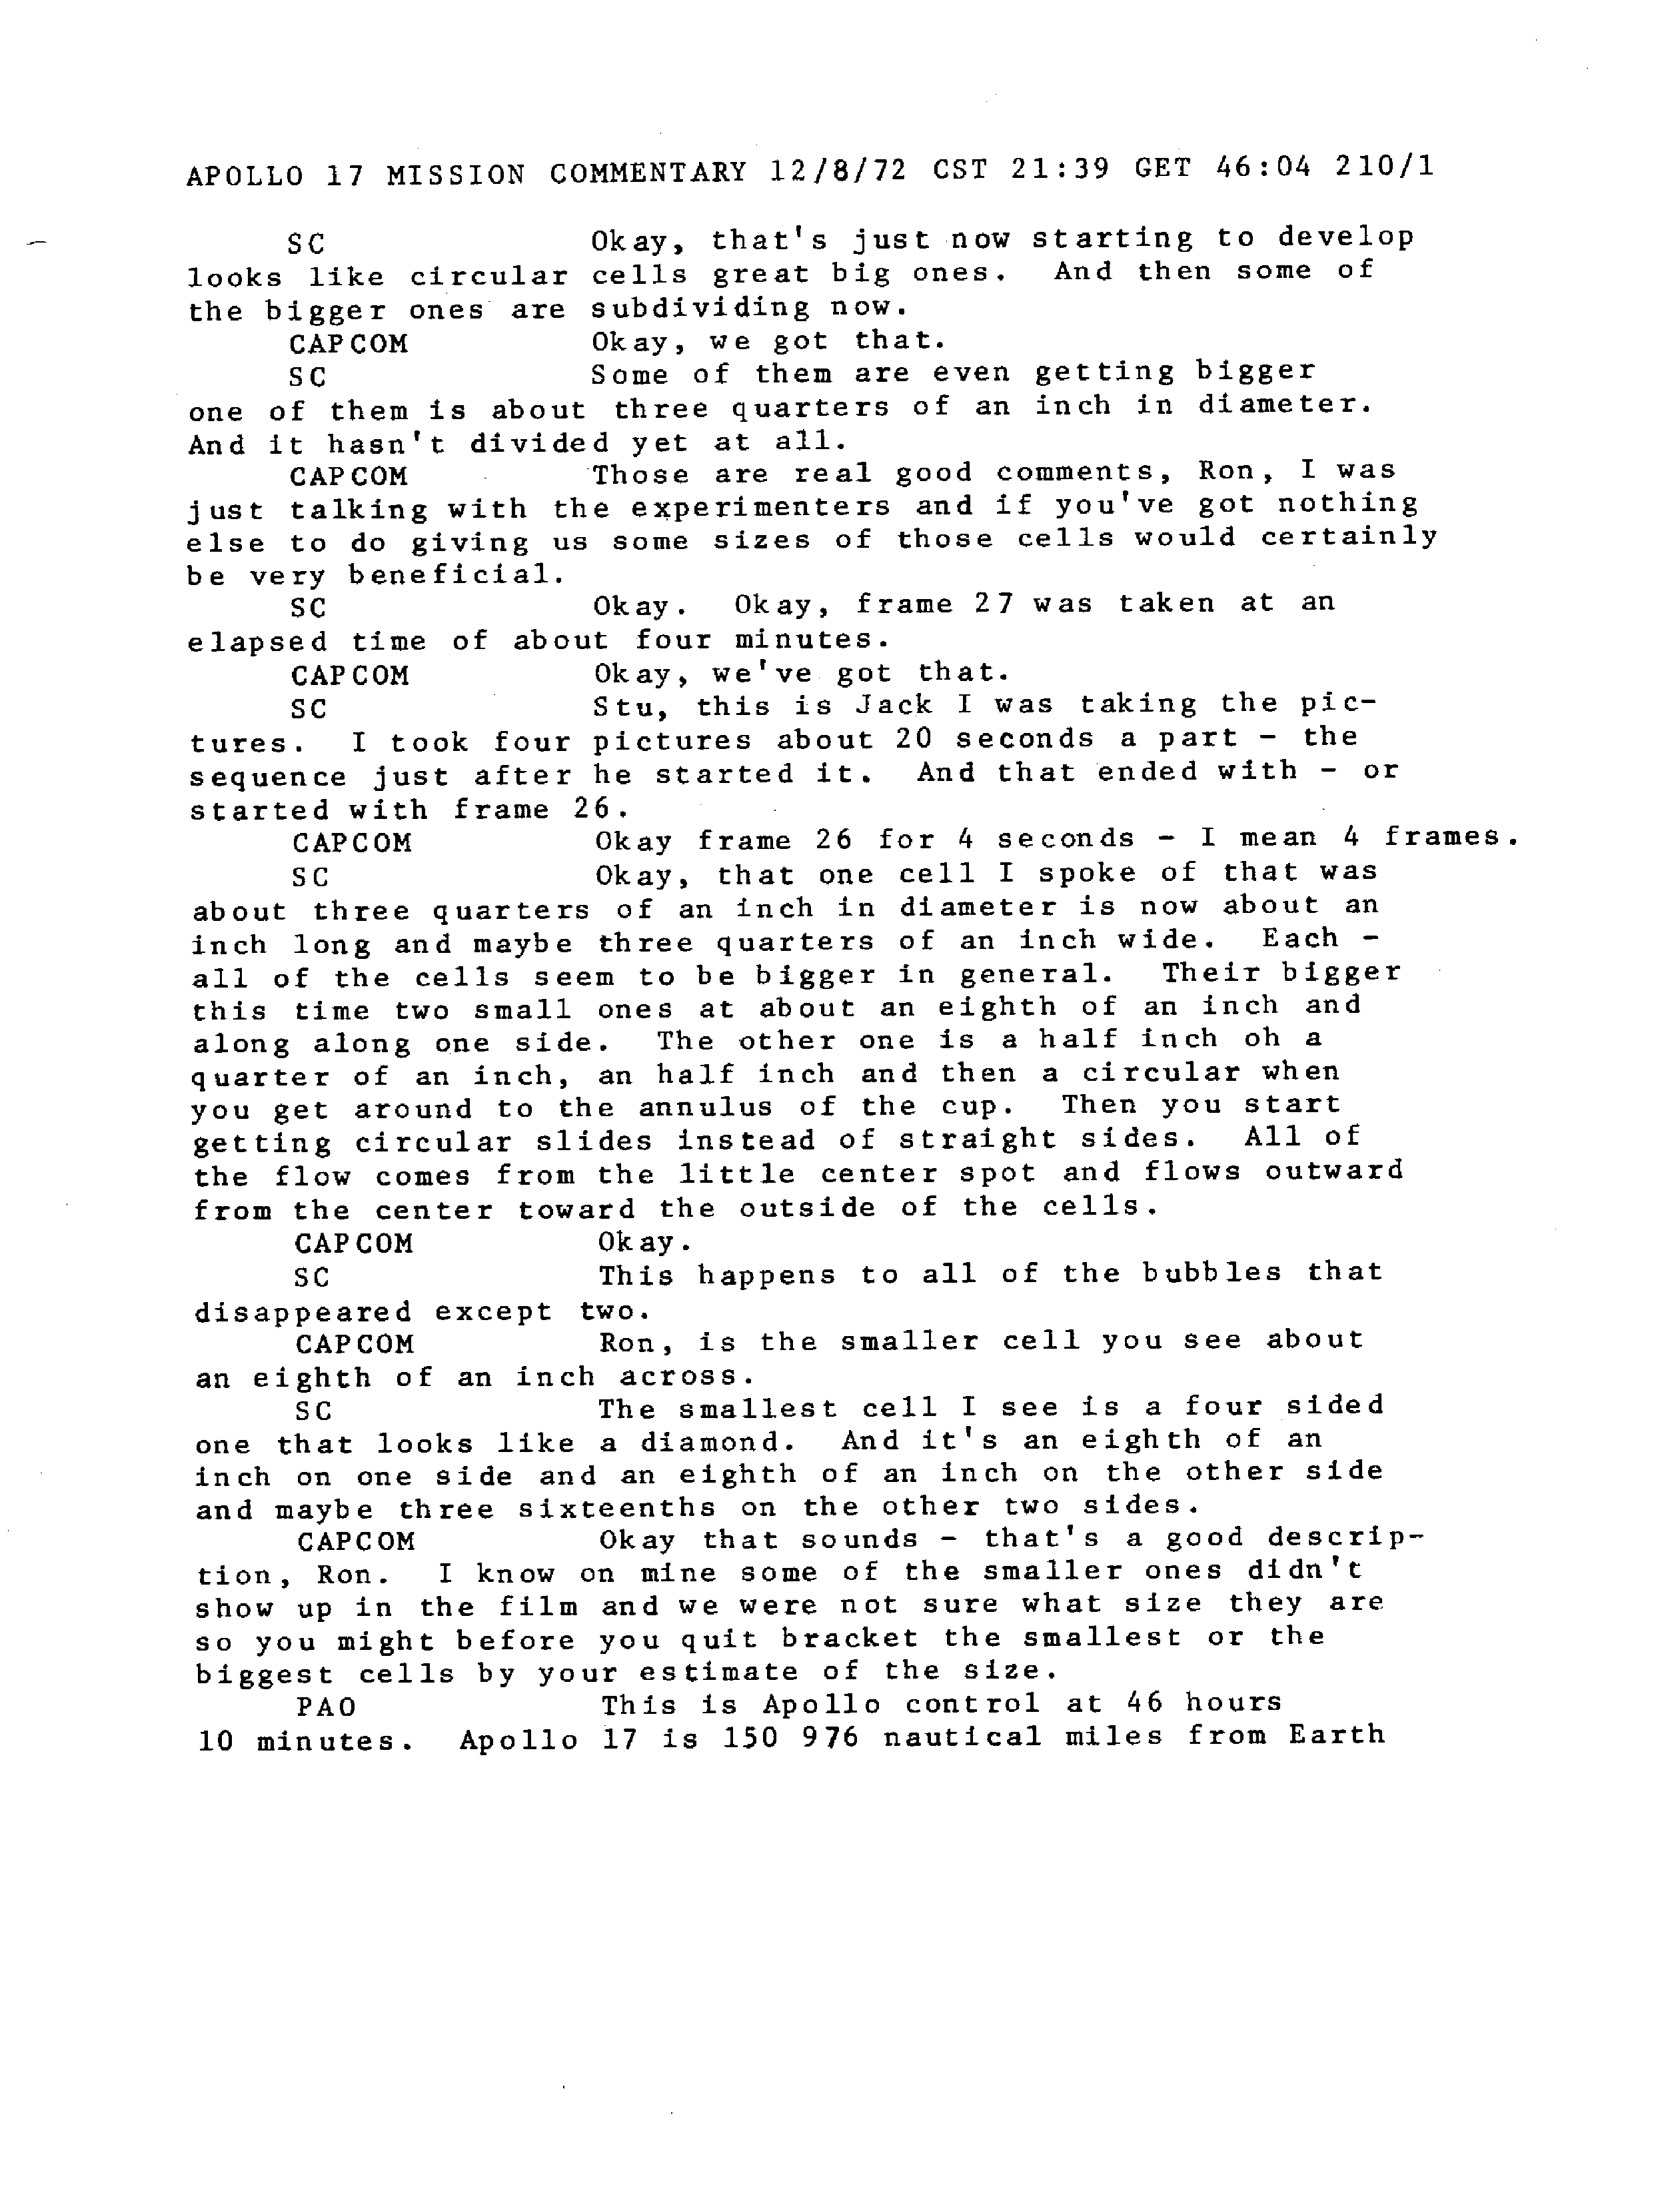 APOLLO 17 MISSION COMMENTARY 12/8/72 CST 21:39 GET 46:04 210/1
SC Okay, that's just now starting to develop
looks like circular cells great big ones. And then some of
the bigger ones are subdividing now.
CAPCOM Okay, we got that.
SC Some of them are even getting bigger
one of them is about three quarters of an inch in diameter.
And it hasn't divided yet at all.
CAPCOM Those are real good comments, Ron, I was
just talking with the experimenters and if you've got nothing
else to do giving us some sizes of those cells would certainly
be very beneficial.
SC Okay. Okay, frame 27 was taken at an
elapsed time of about four minutes.
CAPCOM Okay, we've got that.
SC Stu, this is Jack I was taking the pic-
tures. I took four pictures about 20 seconds a part - the
sequence just after he started it. And that ended with - or
started with frame 26.
CAPCOM Okay frame 26 for 4 seconds - I mean 4 frames.
SC Okay, that one cell I spoke of that was
about three quarters of an inch in diameter is now about an
inch long and maybe three quarters of an inch wide. Each -
all of the cells seem to be bigger in general. Their bigger
this time two small ones at about an eighth of an inch and
along along one side. The other one is a half inch oh a
quarter of an inch, an half inch and then a circular when
you get around to the annulus of the cup. Then you start
getting circular slides instead of straight sides. All of
the flow comes from the little center spot and flows outward
from the center toward the outside of the cells.
CAPCOM Okay.
SC This happens to all of the bubbles that
disappeared except two.
CAPCOM Ron, is the smaller cell you see about
an eighth of an inch across.
SC The smallest cell I see is a four sided
one that looks like a diamond. And it's an eighth of an
inch on one side and an eighth of an inch on the other side
and maybe three sixteenths on the other two sides.
CAPCOM Okay that sounds - that's a good descrip-
tion, Ron. I know on mine some of the smaller ones didn't
show up in the film and we were not sure what size they are
so you might before you quit bracket the smallest or the
biggest cells by your estimate of the size.
PAO This is Apollo control at 46 hours
10 minutes. Apollo 17 is 150 976 nautical miles from Earth